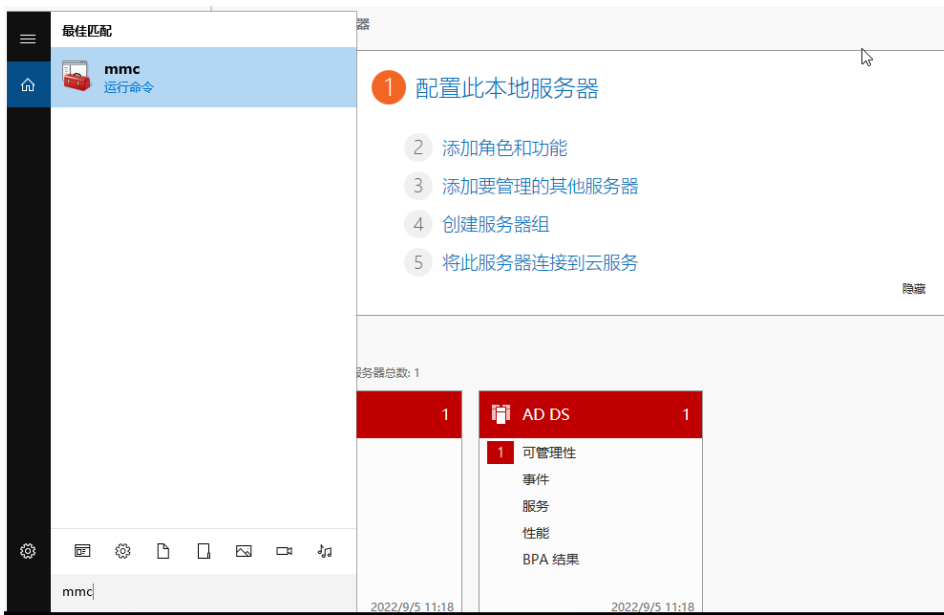 最佳匹配
mmc
运行命令
mmc
器
1 配置此本地服务器
2 添加角色和功能
3 添加要管理的其他服务器
4 创建服务器组
5 将此服务器连接到云服务
隐藏
服务器总数: 1
1
2022/9/5 11:18
AD DS 1
1 可管理性
事件
服务
性能
BPA 结果
2022/9/5 11:18